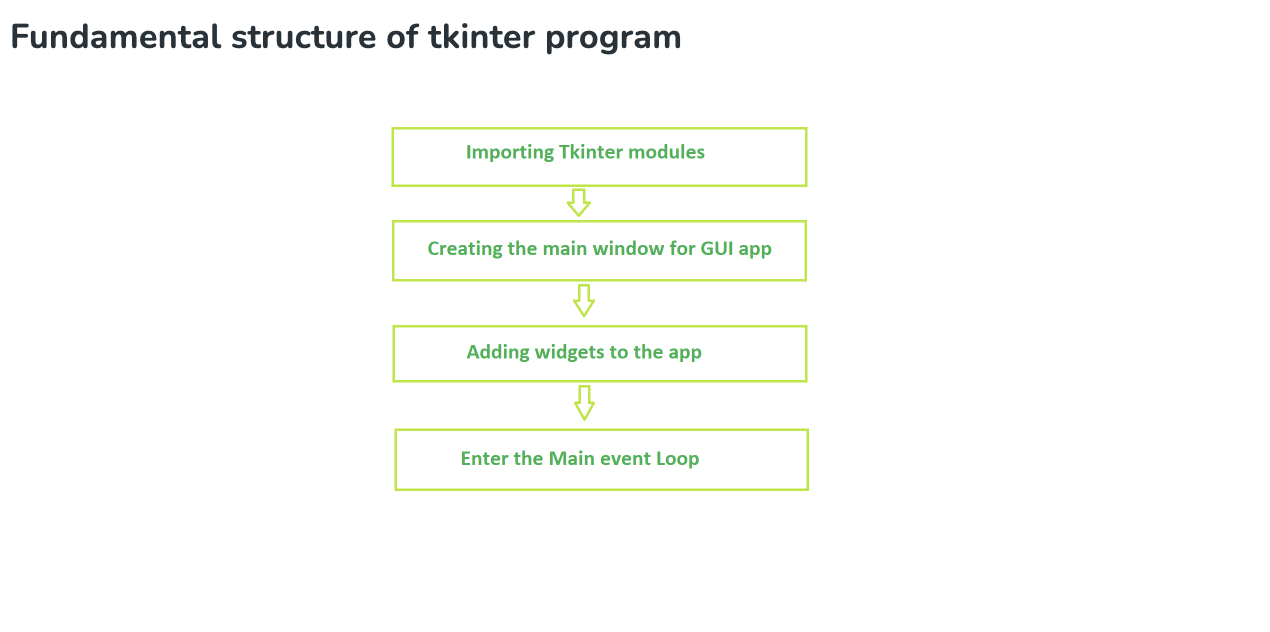 Fundamental structure of tkinter program
Importing Tkinter modules
Creating the main window for GUI app
Adding widgets to the app
Enter the Main event Loop